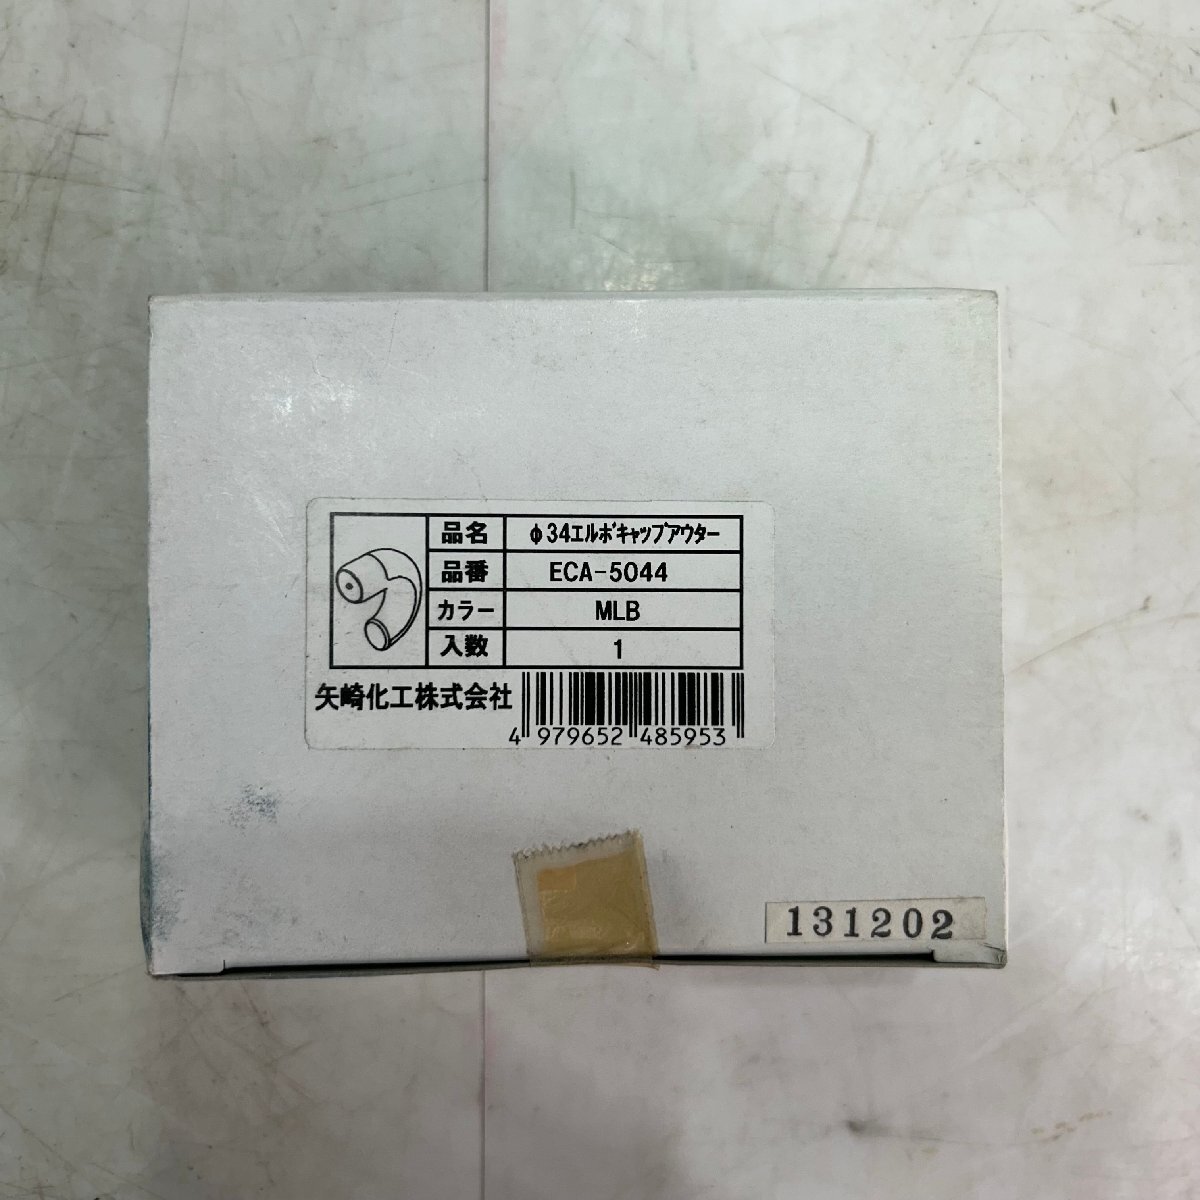 品名 φ34ｴﾙﾎﾞｷｬｯﾌﾟｱｳﾀｰ
品番 ECA-5044
カラー MLB
入数 1
矢崎化工株式会社
4 979652 485953
131202